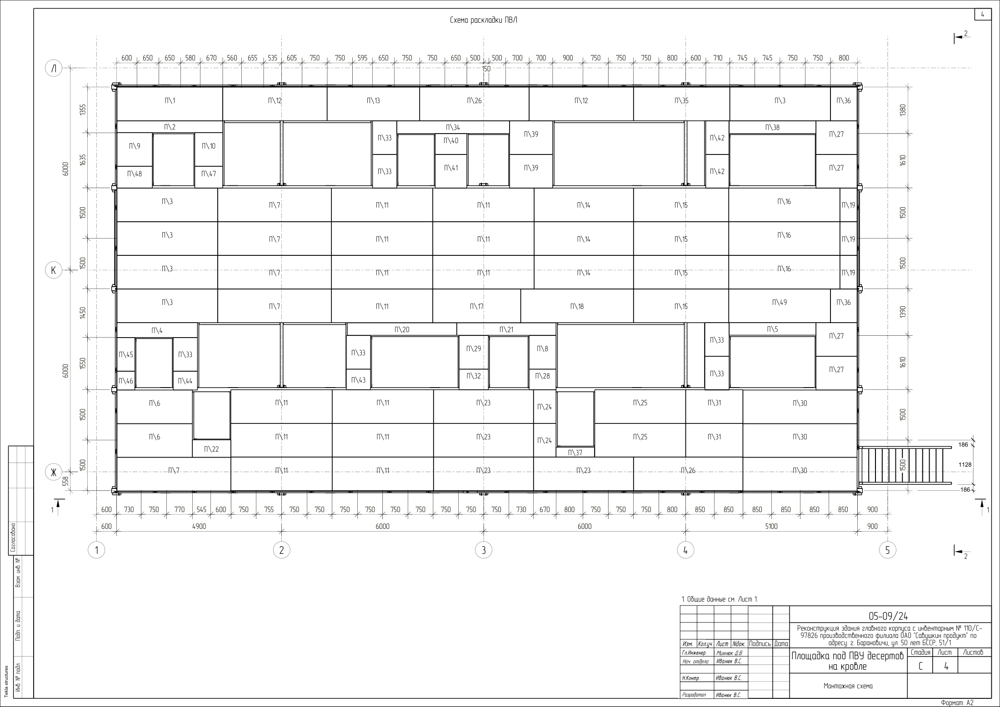 4
Схема раскладки ПВЛ
2
600 650 650 580 670 560 655 535 605 750 750 595 650 750 750 650 500 500 700 700 900 750 750 750 800 600 710 745 745 750 750 800
150
Л
П\1 П\12 П\13 П\26 П\12 П\35 П\3 П\36
1355 1380
П\2 П\34 П\38
П\33 П\39 П\42 П\27
П\9 П\10 П\40
1635 1610
6000
П\48 П\47 П\33 П\41 П\39 П\42 П\27
П\3 П\7 П\11 П\11 П\14 П\15 П\16 П\19
1500 1500
П\3 П\7 П\11 П\11 П\14 П\15 П\16 П\19
1500 1500
К
П\3 П\7 П\11 П\11 П\14 П\15 П\16 П\19
П\3 П\7 П\11 П\17 П\18 П\15 П\49 П\36
1450 1390
П\4 П\20 П\21 П\5
П\33 П\27
П\45 П\33 П\33 П\29 П\8
1550 1610
6000
П\46 П\44 П\43 П\32 П\28 П\33 П\27
П\6 П\11 П\11 П\23 П\24 П\25 П\31 П\30
1500 1500
П\6 П\11 П\11 П\23 П\24 П\25 П\31 П\30
П\22 П\37
186
1500 1500
1128
Ж
П\7 П\11 П\11 П\23 П\23 П\26 П\30
558
186
1 1
600 730 750 770 545 600 750 755 750 750 750 750 750 750 750 750 730 670 800 750 750 750 800 850 850 850 850 850 850 900
600 4900 6000 6000 5100 900
1 2 3 4 5
2
Согласовано
Взам. инв. №
Подп. и дата
Инв. № подл.
Tekla structures
1. Общие данные см. Лист 1.
05-09/24
Реконструкция здания главного корпуса с инвентарным № 110/С-
97826 производственного филиала ОАО "Савушкин продукт" по
адресу: г. Барановичи, ул. 50 лет БССР, 51/1
Изм. Кол.уч Лист Nдок. Подпись Дата
Гл.Инженер Михнюк Д.В.
Нач отдела Иванюк В.С.
Н.Контр. Иванюк В.С.
Разработал Иванюк В.С.
Площадка под ПВУ десертов
на кровле
Стадия Лист Листов
С 4
Монтажная схема
Формат: А2